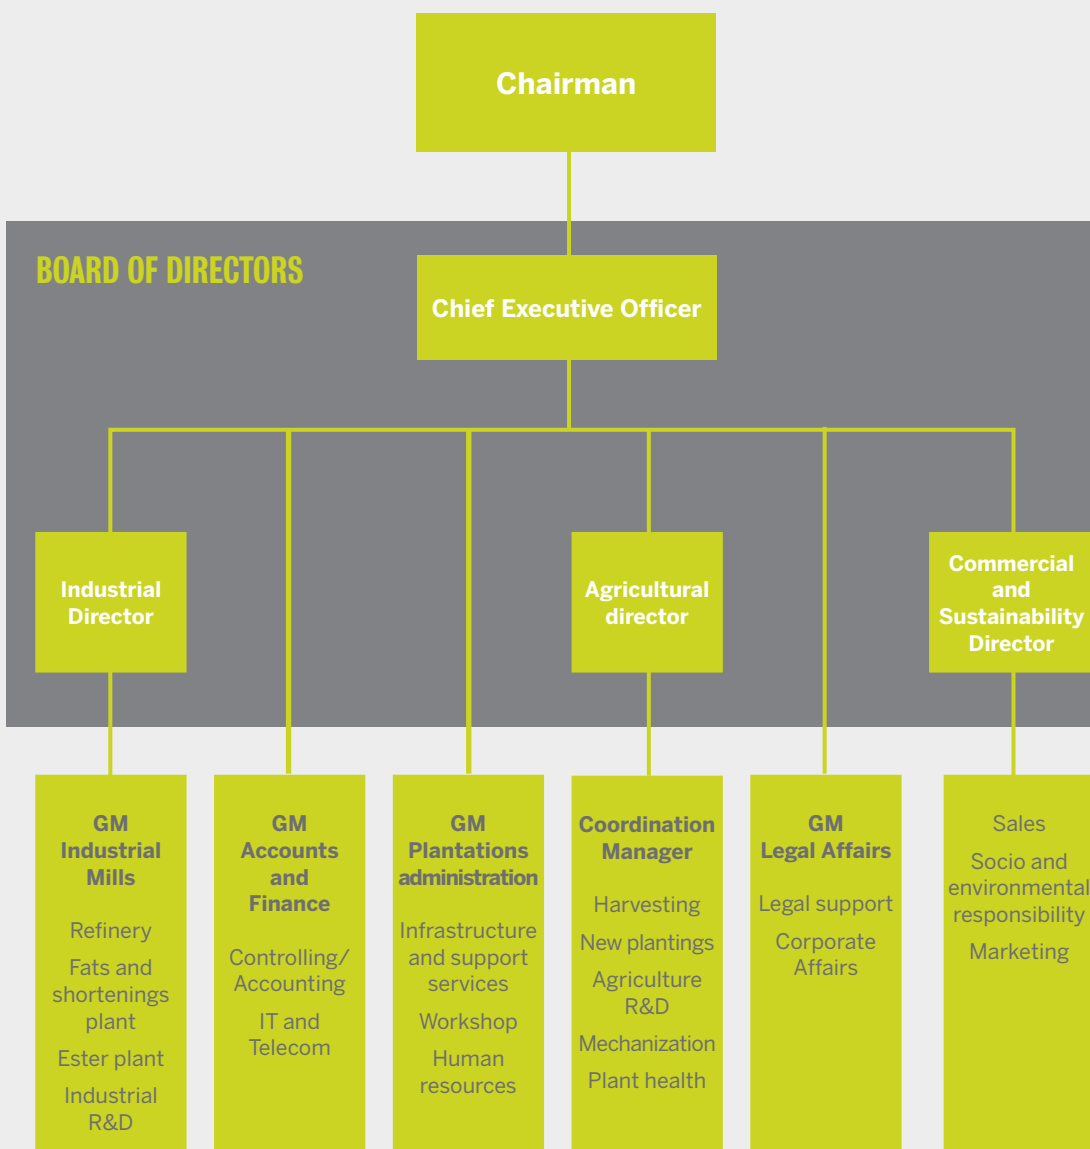 Chairman
BOARD OF DIRECTORS
Chief Executive Officer
Industrial
Director
Agricultural
director
Commercial
and
Sustainability
Director
GM
Industrial
Mills
Refinery
Fats and
shortenings
plant
Ester plant
Industrial
R&D
GM
Accounts
and
Finance
Controlling/
Accounting
IT and
Telecom
GM
Plantations
administration
Infrastructure
and support
services
Workshop
Human
resources
Coordination
Manager
Harvesting
New plantings
Agriculture
R&D
Mechanization
Plant health
GM
Legal Affairs
Legal support
Corporate
Affairs
Sales
Socio and
environmental
responsibility
Marketing